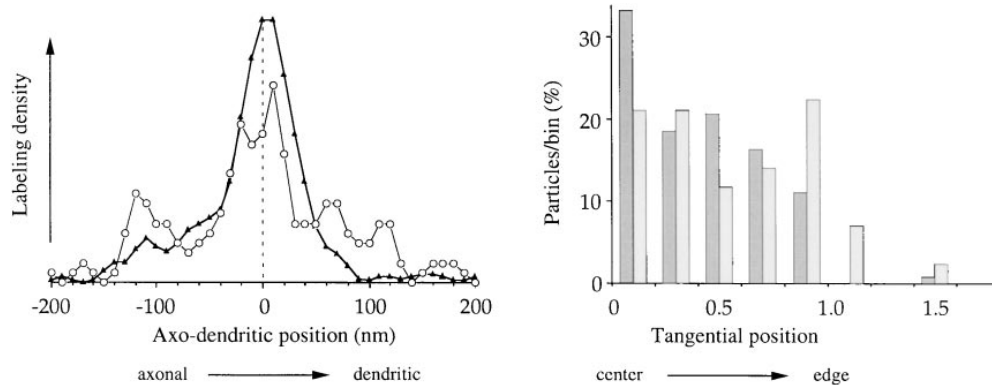 Labeling density
-200 -100 0 100 200
Axo-dendritic position (nm)
axonal dendritic
Particles/bin (%)
30
20
10
0
0 0.5 1.0 1.5
Tangential position
center edge